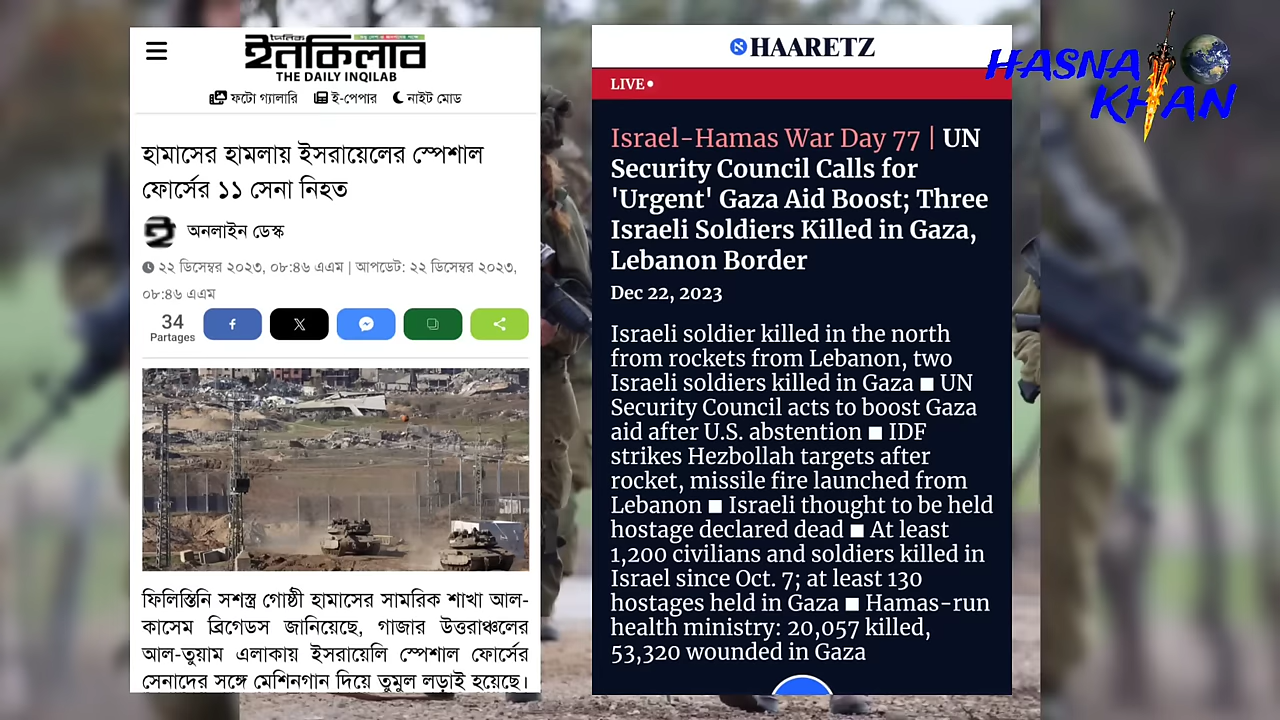 দৈনিক
ইনকিলাব
THE DAILY INQILAB
ফটো গ্যালারি ই-পেপার নাইট মোড
হামাসের হামলায় ইসরায়েলের স্পেশাল
ফোর্সের ১১ সেনা নিহত
অনলাইন ডেস্ক
২২ ডিসেম্বর ২০২৩, ০৮:৪৬ এএম | আপডেট: ২২ ডিসেম্বর ২০২৩,
০৮:৪৬ এএম
34
Partages
ফিলিস্তিনি সশস্ত্র গোষ্ঠী হামাসের সামরিক শাখা আল-
কাসেম ব্রিগেডস জানিয়েছে, গাজার উত্তরাঞ্চলের
আল-তুয়াম এলাকায় ইসরায়েলি স্পেশাল ফোর্সের
সেনাদের সঙ্গে মেশিনগান দিয়ে তুমুল লড়াই হয়েছে।
HAARETZ
LIVE
Israel-Hamas War Day 77 | UN
Security Council Calls for
'Urgent' Gaza Aid Boost; Three
Israeli Soldiers Killed in Gaza,
Lebanon Border
Dec 22, 2023
Israeli soldier killed in the north
from rockets from Lebanon, two
Israeli soldiers killed in Gaza ■ UN
Security Council acts to boost Gaza
aid after U.S. abstention ■ IDF
strikes Hezbollah targets after
rocket, missile fire launched from
Lebanon ■ Israeli thought to be held
hostage declared dead ■ At least
1,200 civilians and soldiers killed in
Israel since Oct. 7; at least 130
hostages held in Gaza ■ Hamas-run
health ministry: 20,057 killed,
53,320 wounded in Gaza
HASNA
KHAN